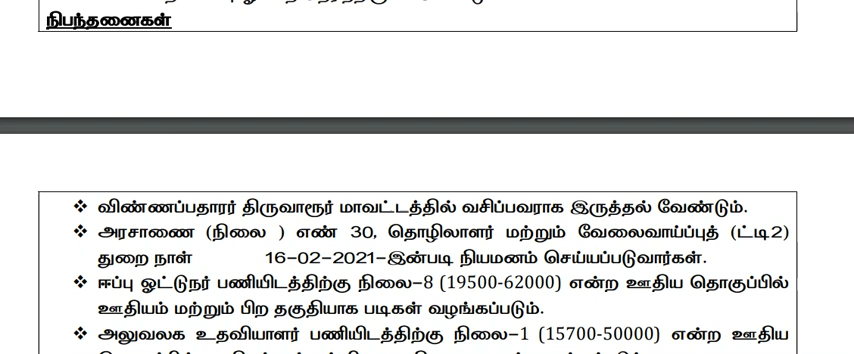 நிபந்தனைகள்
❖ விண்ணப்பதாரர் திருவாரூர் மாவட்டத்தில் வசிப்பவராக இருத்தல் வேண்டும்.
❖ அரசாணை (நிலை ) எண் 30, தொழிலாளர் மற்றும் வேலைவாய்ப்புத் (ட்டி2)
துறை நாள் 16-02-2021-இன்படி நியமனம் செய்யப்படுவார்கள்.
❖ ஈப்பு ஓட்டுநர் பணியிடத்திற்கு நிலை-8 (19500-62000) என்ற ஊதிய தொகுப்பில்
ஊதியம் மற்றும் பிற தகுதியாக படிகள் வழங்கப்படும்.
❖ அலுவலக உதவியாளர் பணியிடத்திற்கு நிலை-1 (15700-50000) என்ற ஊதிய